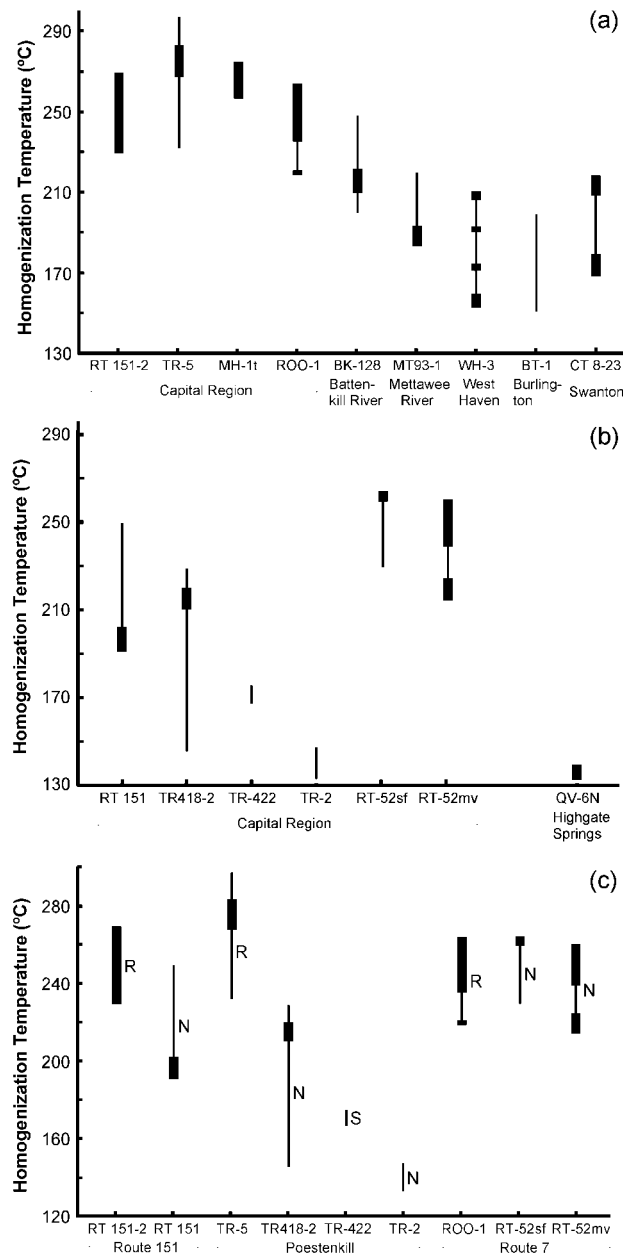 (a)
Homogenization Temperature (ºC)
290
250
210
170
130
RT 151-2 TR-5 MH-1t ROO-1 BK-128 MT93-1 WH-3 BT-1 CT 8-23
Capital Region
Batten-
kill River
Mettawee
River
West
Haven
Burling-
ton
Swanton
(b)
Homogenization Temperature (ºC)
290
250
210
170
130
RT 151 TR418-2 TR-422 TR-2 RT-52sf RT-52mv QV-6N
Capital Region
Highgate
Springs
(c)
Homogenization Temperature (ºC)
280
240
200
160
120
R
N
R
N
S
N
R
N
N
RT 151-2 RT 151 TR-5 TR418-2 TR-422 TR-2 ROO-1 RT-52sf RT-52mv
Route 151 Poestenkill Route 7